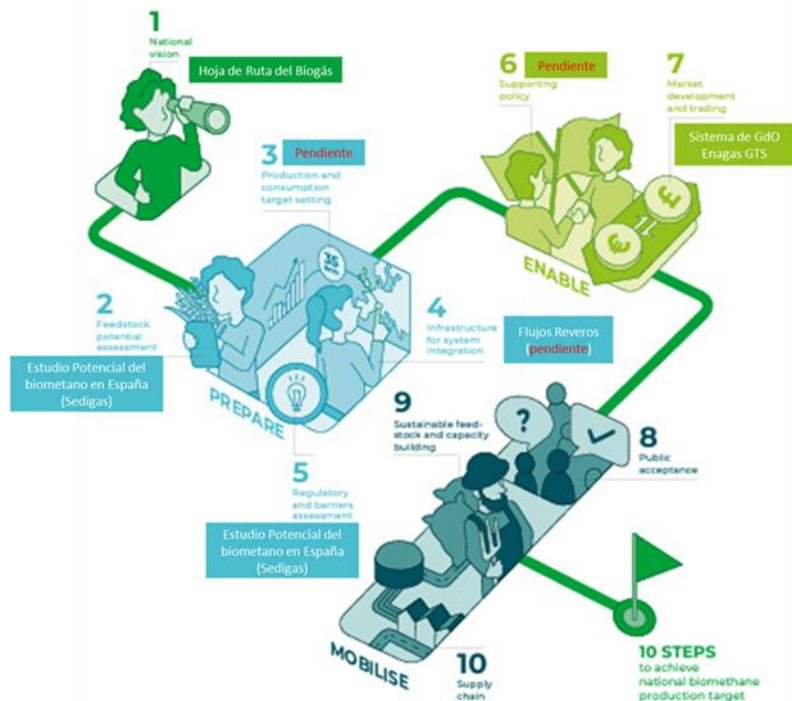 1
National
vision
Hoja de Ruta del Biogás
2
Feedstock
potential assessment
Estudio Potencial del
biometano en España
(Sedigas)
3
Pendiente
Production and
consumption
target setting
35
bcm
4
Infrastructure
for system
integration
Flujos Reveros
(pendiente)
PREPARE
5
Regulatory
and barriers
assessment
Estudio Potencial del
biometano en España
(Sedigas)
6
Pendiente
Supporting
policy
7
Market
development
and trading
Sistema de GdO
Enagas GTS
£
€
ENABLE
8
Public
acceptance
?
9
Sustainable feed-
stock and capacity
building
MOBILISE
10
Supply
chain
10 STEPS
to achieve
national biomethane
production target